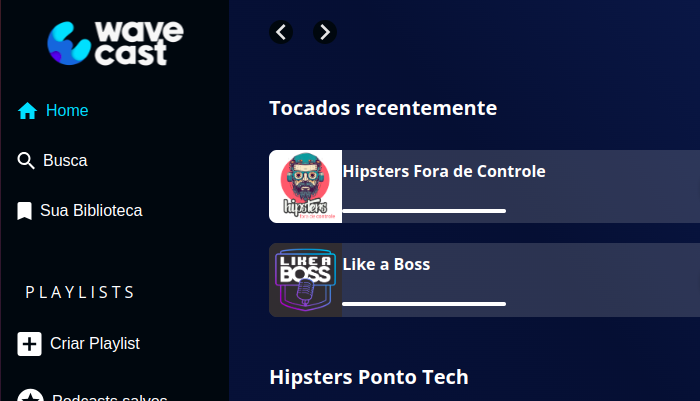 wave
cast
Home
Busca
Sua Biblioteca
PLAYLISTS
Criar Playlist
Podcasts salvos
Tocados recentemente
hipsters
fora de controle
Hipsters Fora de Controle
LIKE A
BOSS
Like a Boss
Hipsters Ponto Tech